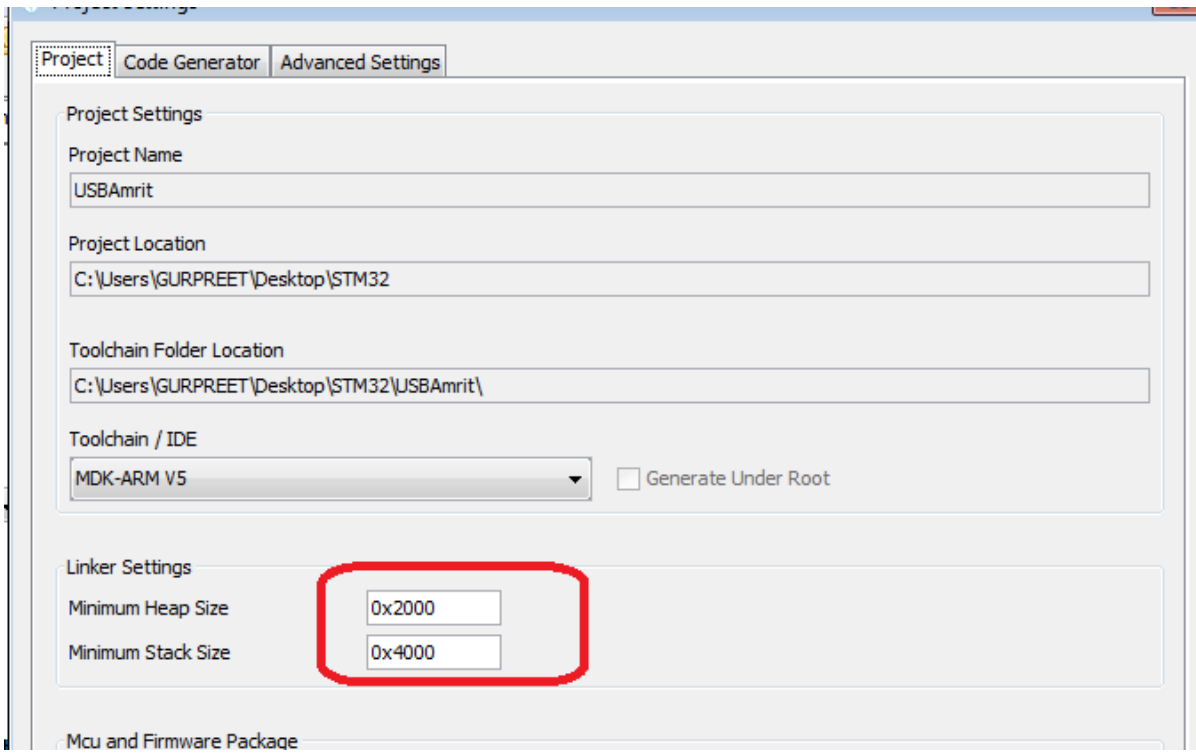 Project Settings
Project Code Generator Advanced Settings
Project Settings
Project Name
USBAmrit
Project Location
C:\Users\GURPREET\Desktop\STM32
Toolchain Folder Location
C:\Users\GURPREET\Desktop\STM32\USBAmrit\
Toolchain / IDE
MDK-ARM V5 Generate Under Root
Linker Settings
Minimum Heap Size 0x2000
Minimum Stack Size 0x4000
Mcu and Firmware Package